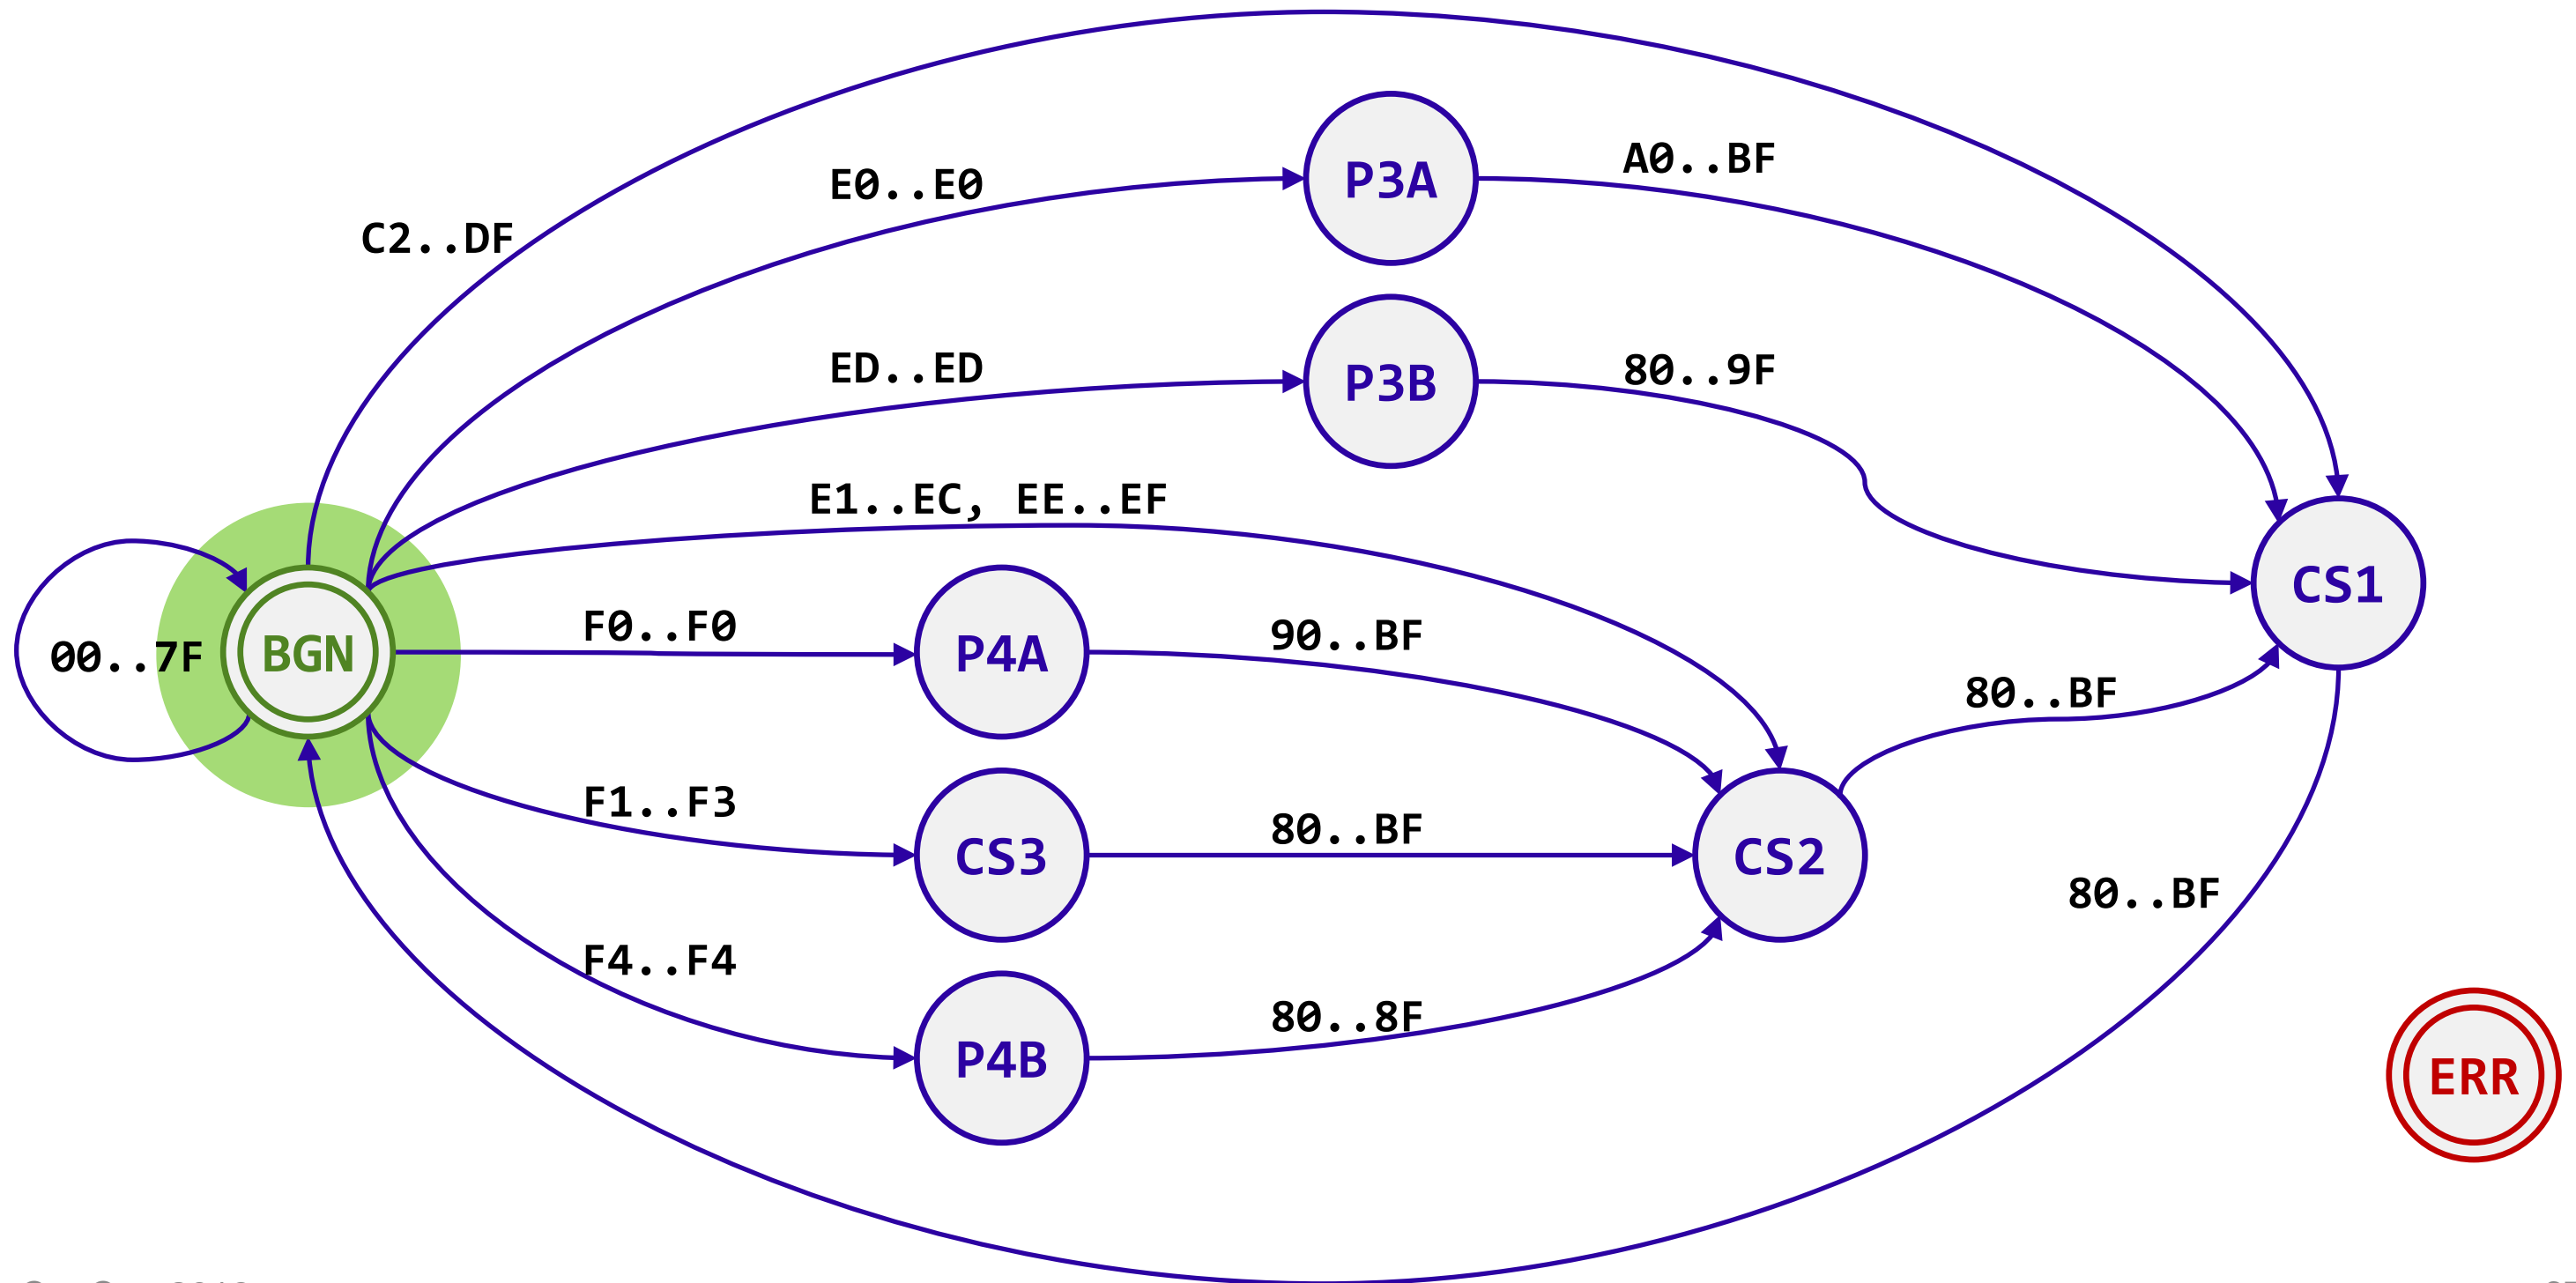 A0..BF
P3A
E0..E0
C2..DF
ED..ED
P3B
80..9F
E1..EC, EE..EF
CS1
00..7F
BGN
F0..F0
P4A
90..BF
80..BF
F1..F3
CS3
80..BF
CS2
80..BF
F4..F4
80..8F
P4B
ERR